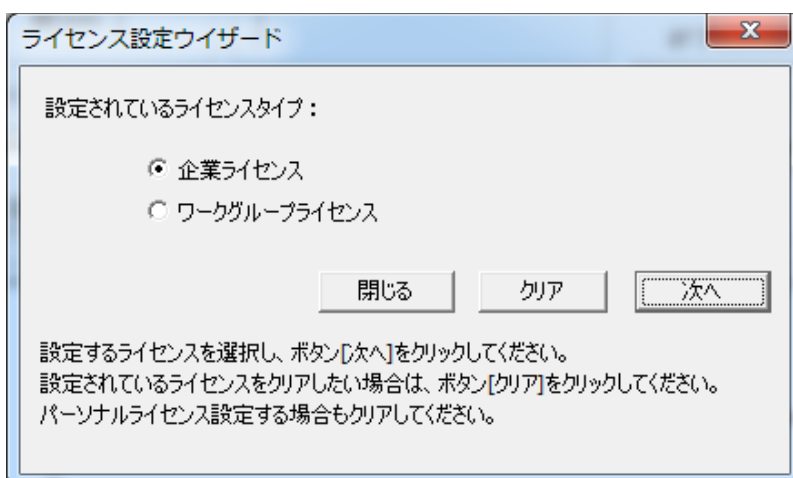 ライセンス設定ウイザード
設定されているライセンスタイプ：
企業ライセンス
ワークグループライセンス
閉じる クリア 次へ
設定するライセンスを選択し、ボタン[次へ]をクリックしてください。
設定されているライセンスをクリアしたい場合は、ボタン[クリア]をクリックしてください。
パーソナルライセンス設定する場合もクリアしてください。